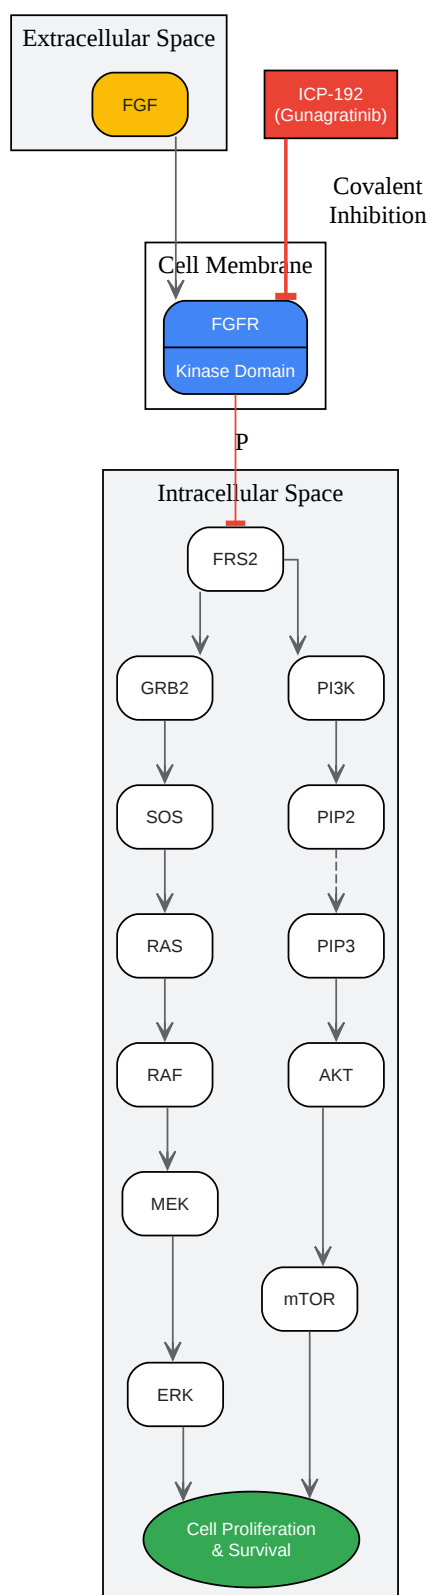 Extracellular Space
FGF
ICP-192
(Gunagratinib)
Covalent
Inhibition
Cell Membrane
FGFR
Kinase Domain
P
Intracellular Space
FRS2
GRB2
PI3K
SOS
PIP2
RAS
PIP3
RAF
AKT
MEK
mTOR
ERK
Cell Proliferation
& Survival